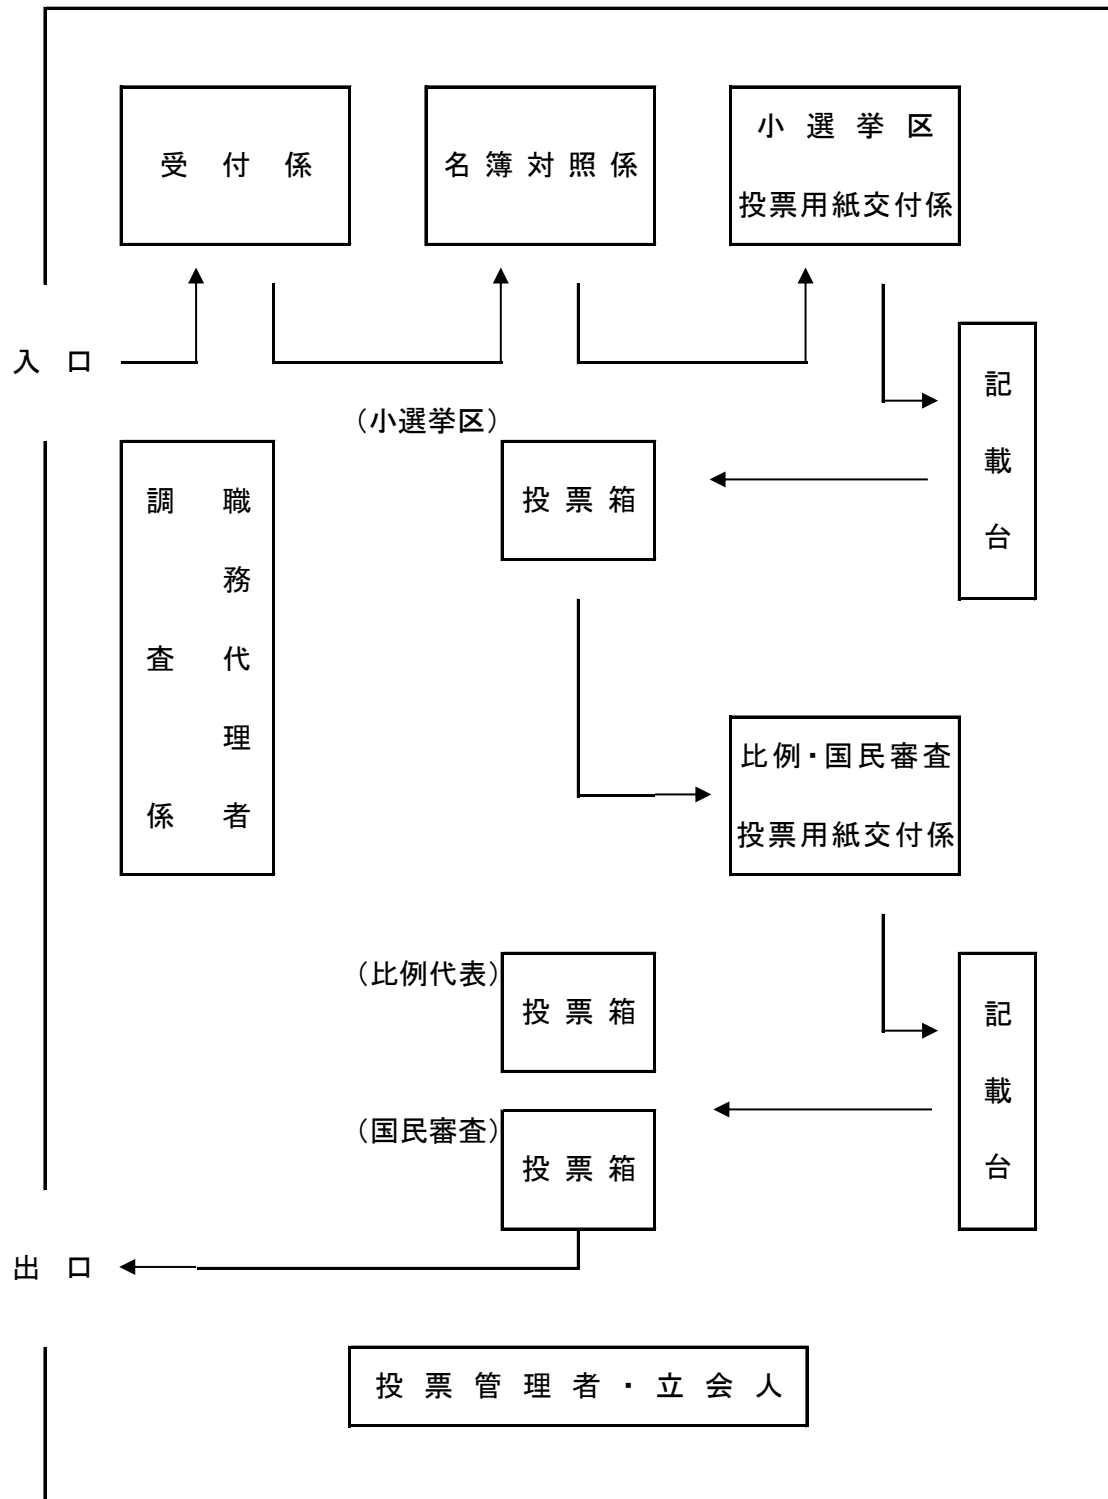 受付係
名簿対照係
小選挙区
投票用紙交付係
入口
記載台
(小選挙区)
投票箱
職務代理者
調査係
比例・国民審査
投票用紙交付係
(比例代表)
投票箱
記載台
(国民審査)
投票箱
出口
投票管理者・立会人